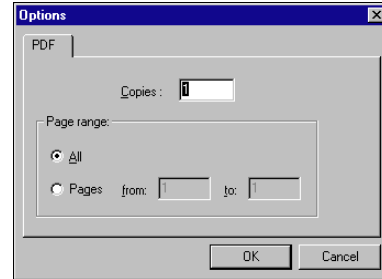 Options
PDF
Copies : 1
Page range:
All
Pages from: 1 to: 1
OK Cancel